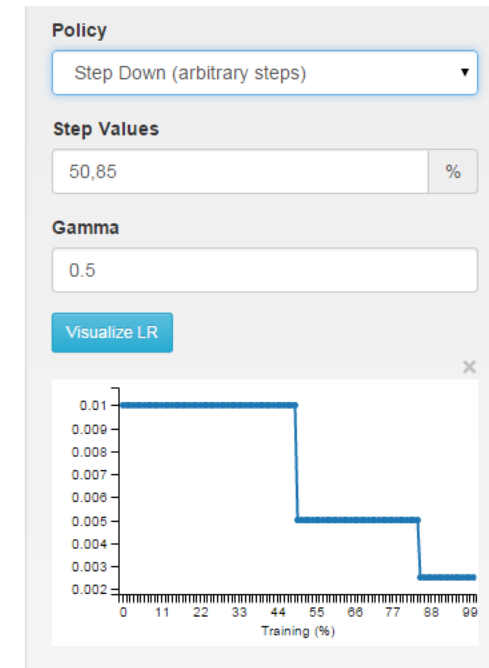 Policy
Step Down (arbitrary steps)
Step Values
50,85 %
Gamma
0.5
Visualize LR
×
0.01
0.009
0.008
0.007
0.006
0.005
0.004
0.003
0.002
0 11 22 33 44 55 66 77 88 99
Training (%)